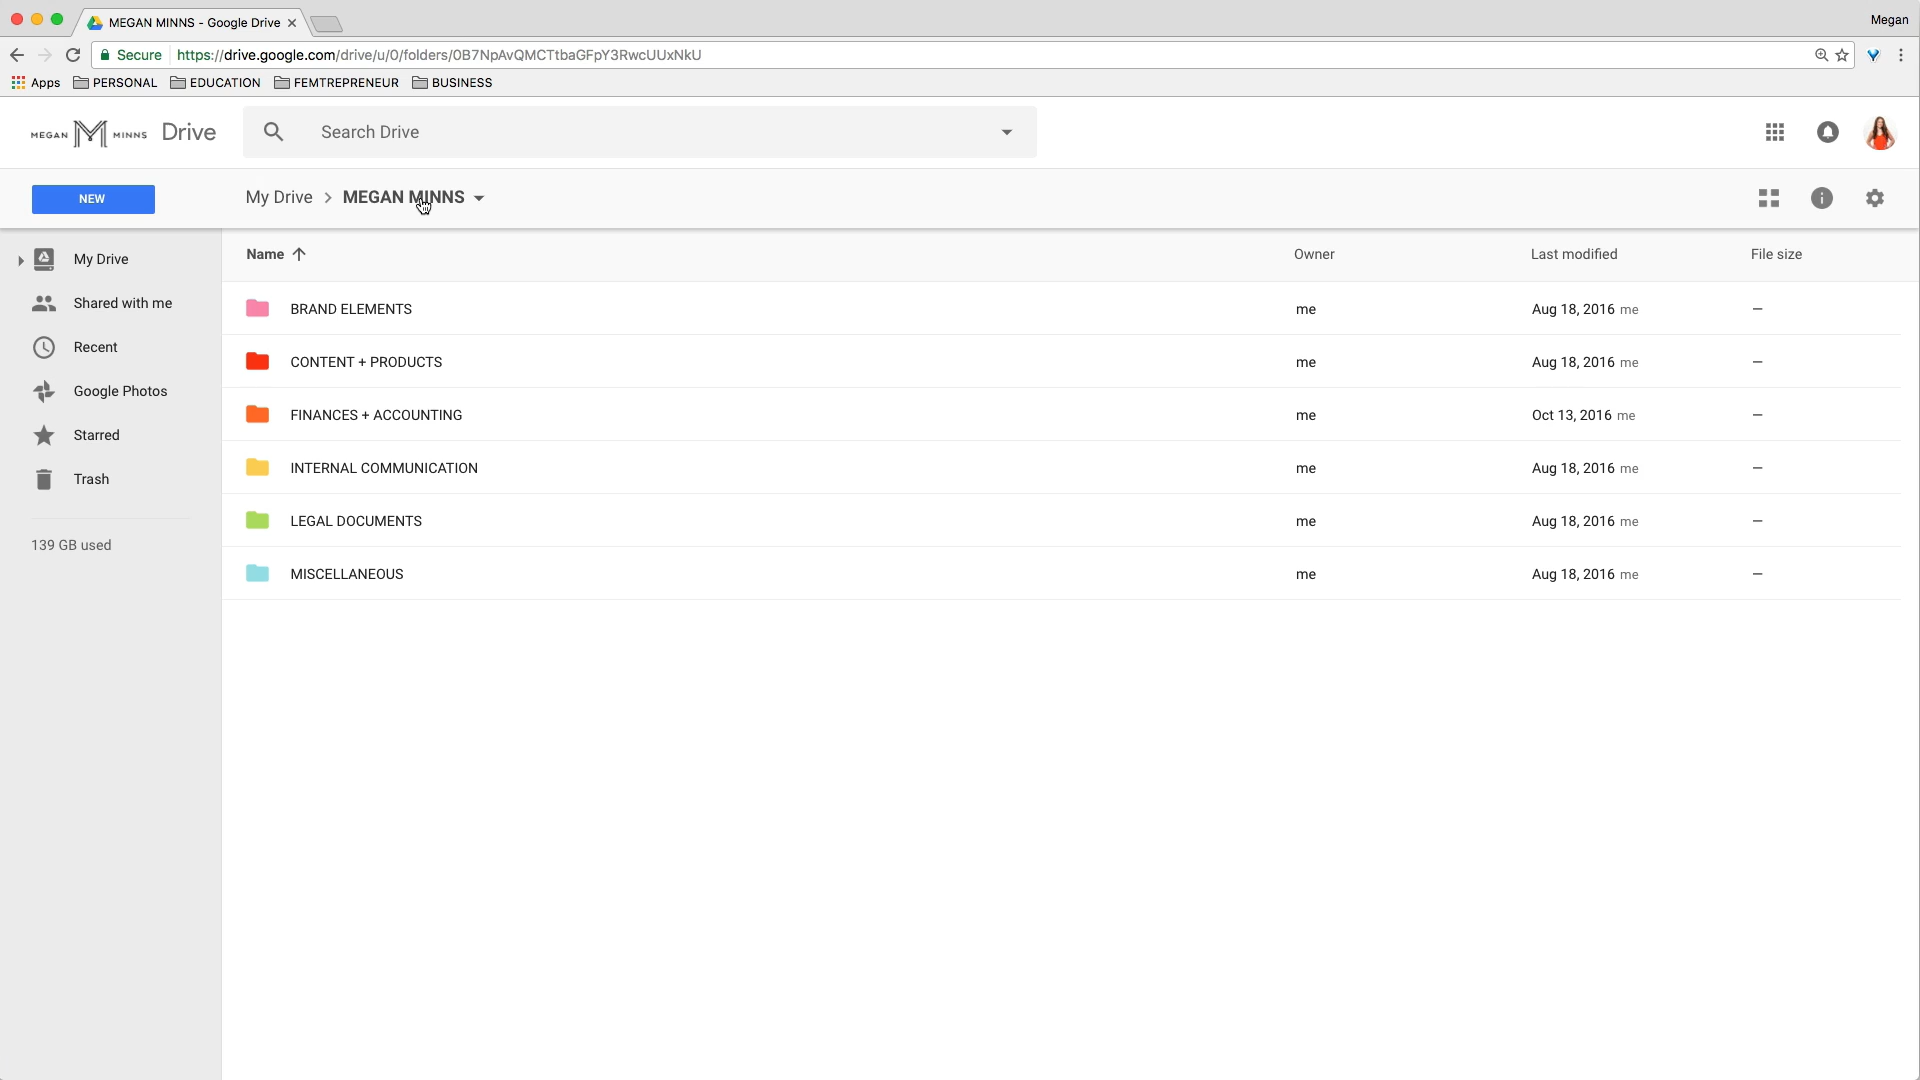 MEGAN MINNS - Google Drive
Megan
Secure https://drive.google.com/drive/u/0/folders/0B7NpAvQMCTtbaGFpY3RwcUUxNkU
Apps PERSONAL EDUCATION FEMTREPRENEUR BUSINESS
MEGAN M MINNS Drive Search Drive
NEW My Drive > MEGAN MINNS
My Drive
Shared with me
Recent
Google Photos
Starred
Trash
139 GB used
Name Owner Last modified File size
BRAND ELEMENTS me Aug 18, 2016 me –
CONTENT + PRODUCTS me Aug 18, 2016 me –
FINANCES + ACCOUNTING me Oct 13, 2016 me –
INTERNAL COMMUNICATION me Aug 18, 2016 me –
LEGAL DOCUMENTS me Aug 18, 2016 me –
MISCELLANEOUS me Aug 18, 2016 me –